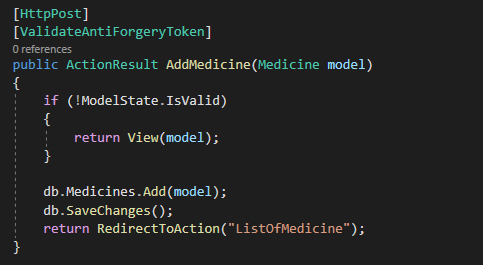 [HttpPost]
[ValidateAntiForgeryToken]
0 references
public ActionResult AddMedicine(Medicine model)
{
    if (!ModelState.IsValid)
    {
        return View(model);
    }

    db.Medicines.Add(model);
    db.SaveChanges();
    return RedirectToAction("ListOfMedicine");
}